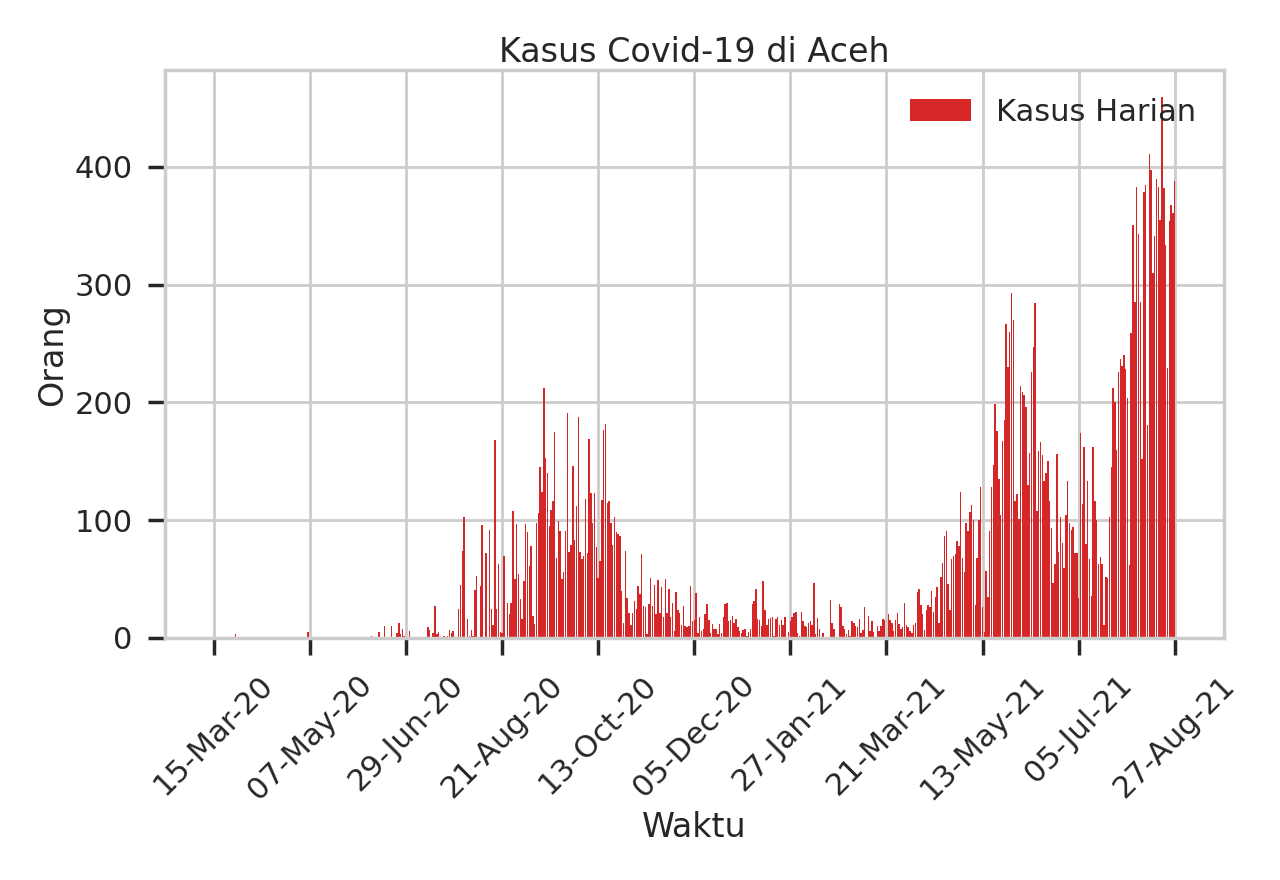 Kasus Covid-19 di Aceh
Kasus Harian
Orang
400
300
200
100
0
15-Mar-20
07-May-20
29-Jun-20
21-Aug-20
13-Oct-20
05-Dec-20
27-Jan-21
21-Mar-21
13-May-21
05-Jul-21
27-Aug-21
Waktu